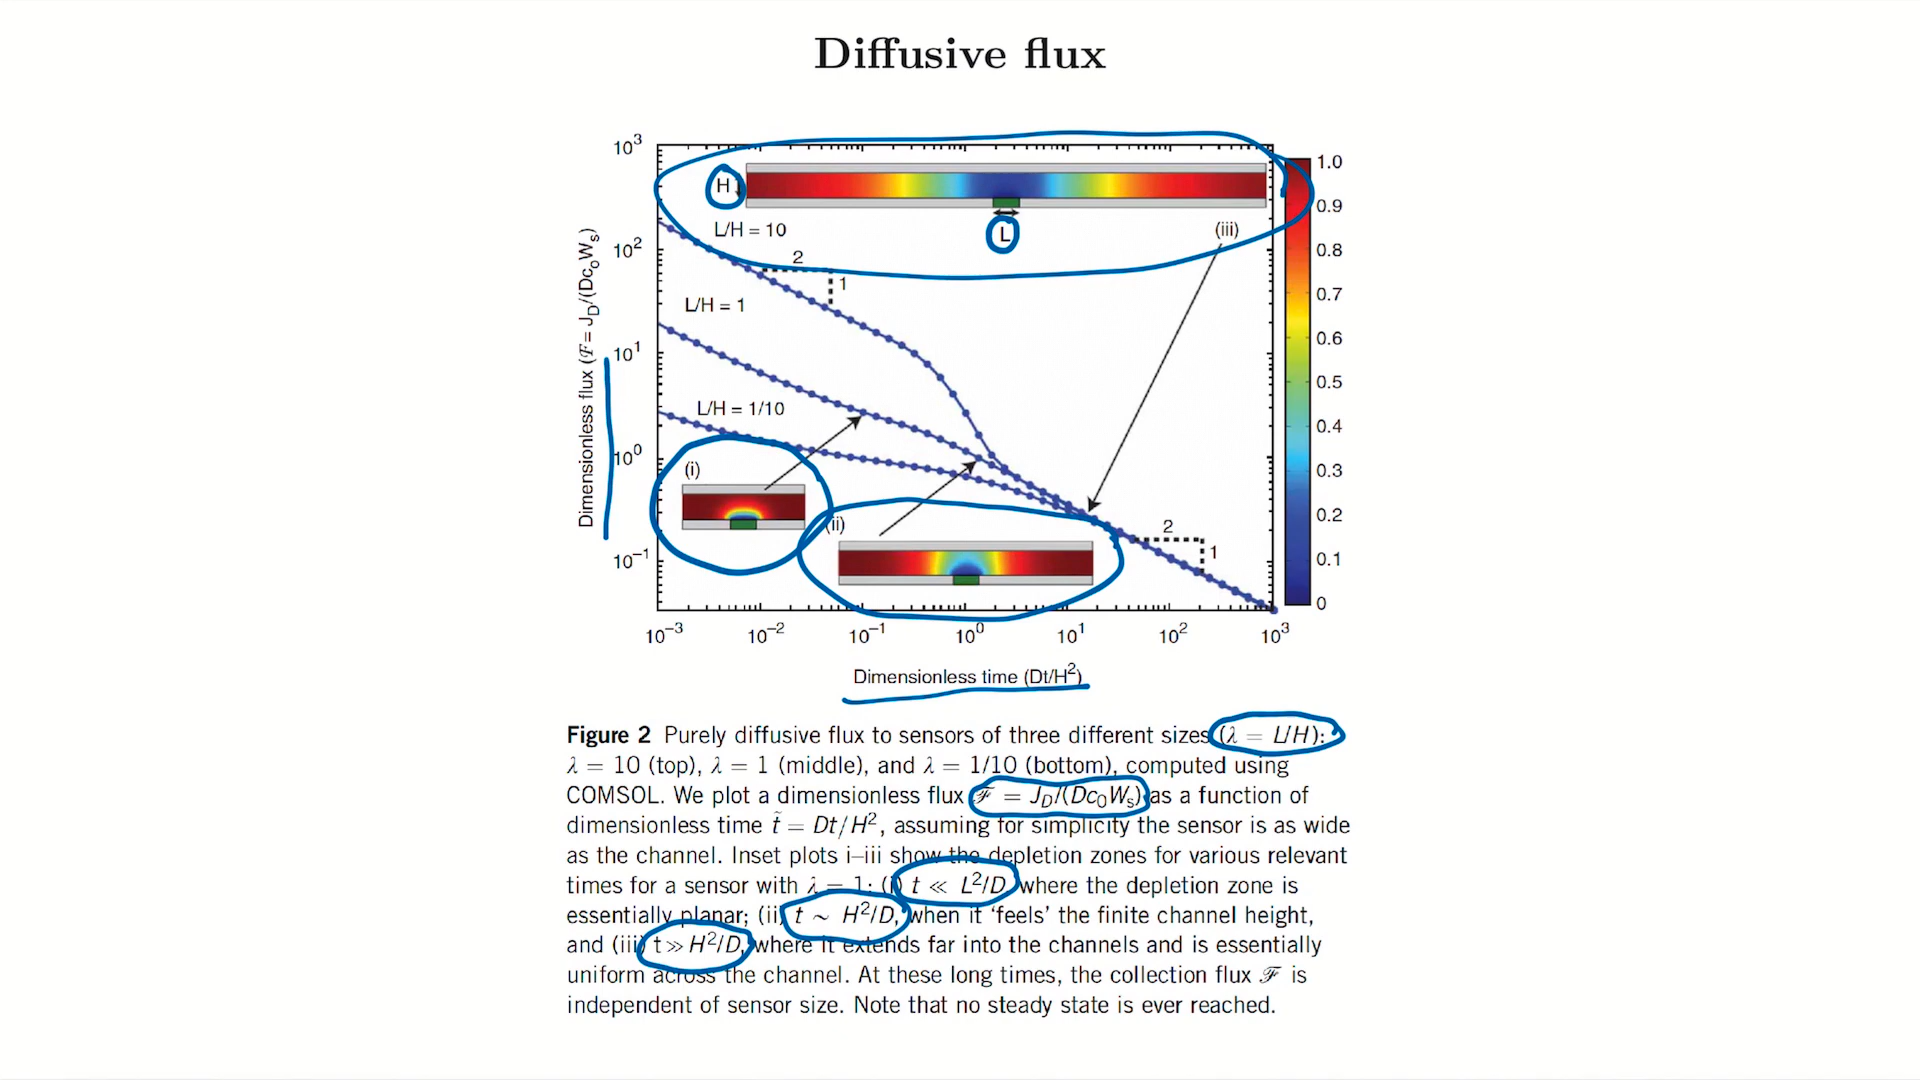 Diffusive flux
10³
10²
10¹
10⁰
10⁻¹
Dimensionless flux (ℱ = J_D/(Dc₀W_s)
H
L
L/H = 10
(iii)
2
1
L/H = 1
L/H = 1/10
(i)
(ii)
2
1
1.0
0.9
0.8
0.7
0.6
0.5
0.4
0.3
0.2
0.1
0
10⁻³ 10⁻² 10⁻¹ 10⁰ 10¹ 10² 10³
Dimensionless time (Dt/H²)
Figure 2 Purely diffusive flux to sensors of three different sizes (λ = L/H):
λ = 10 (top), λ = 1 (middle), and λ = 1/10 (bottom), computed using
COMSOL. We plot a dimensionless flux ℱ = J_D/(Dc₀W_s) as a function of
dimensionless time t̃ = Dt/H², assuming for simplicity the sensor is as wide
as the channel. Inset plots i–iii show the depletion zones for various relevant
times for a sensor with λ = 1: (i) t ≪ L²/D, where the depletion zone is
essentially planar; (ii) t ~ H²/D, when it ‘feels’ the finite channel height,
and (iii) t ≫ H²/D, where it extends far into the channels and is essentially
uniform across the channel. At these long times, the collection flux ℱ is
independent of sensor size. Note that no steady state is ever reached.